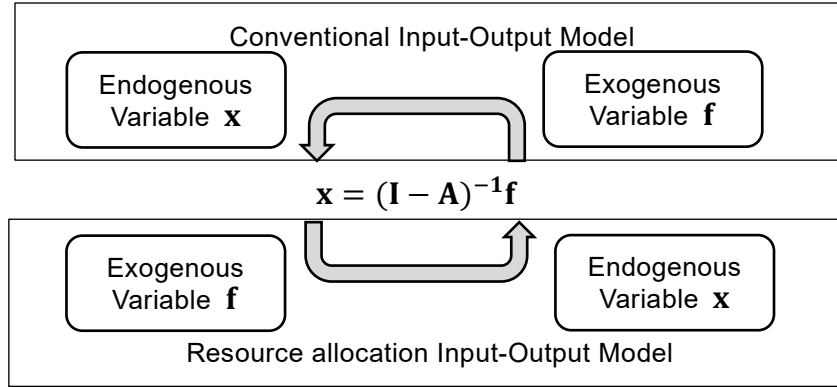 Conventional Input-Output Model
Endogenous
Variable x
Exogenous
Variable f
x = (I − A)⁻¹f
Exogenous
Variable f
Endogenous
Variable x
Resource allocation Input-Output Model